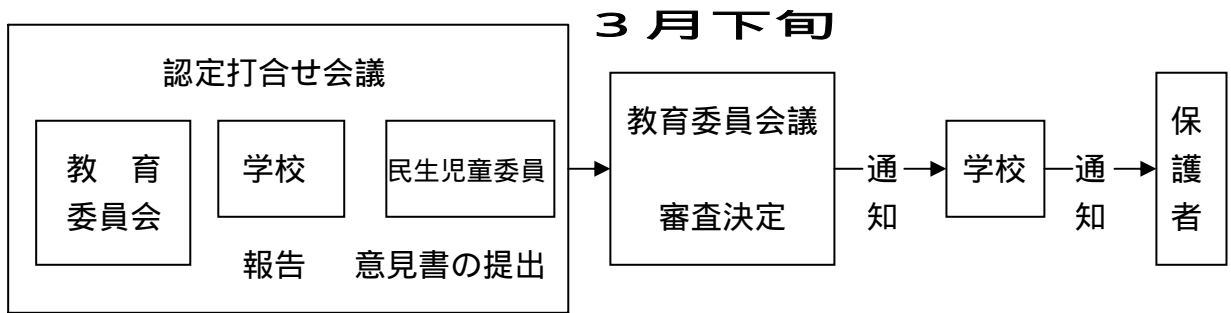 ３月下旬
認定打合せ会議
教　育
委員会
学校
民生児童委員
報告
意見書の提出
教育委員会議
審査決定
通知
学校
通知
保護者